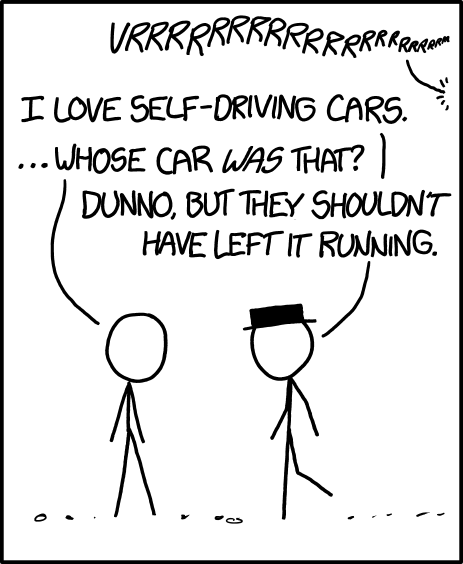 VRRRRRRRRRRRRRRRRRRRRRM
I LOVE SELF-DRIVING CARS.
...WHOSE CAR WAS THAT?
DUNNO, BUT THEY SHOULDN'T
HAVE LEFT IT RUNNING.